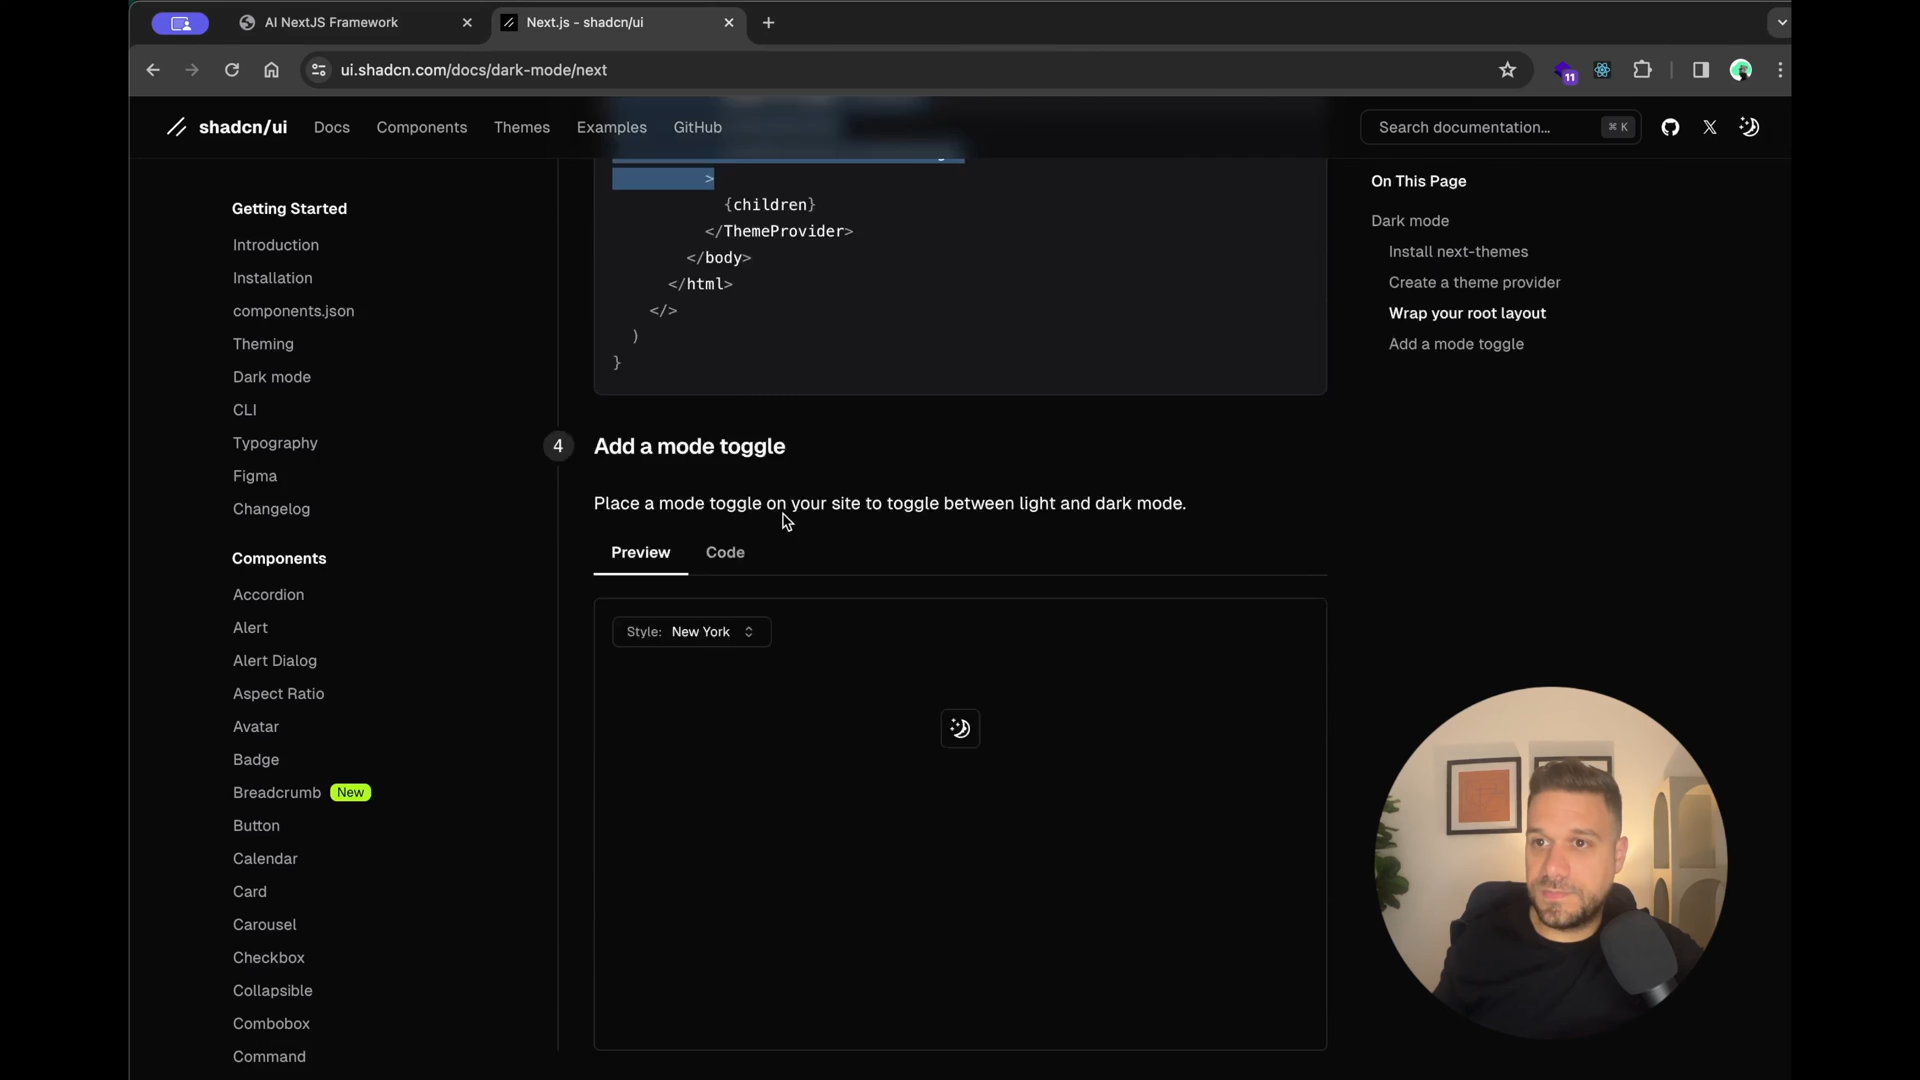 AI NextJS Framework
Next.js - shadcn/ui
ui.shadcn.com/docs/dark-mode/next
11
shadcn/ui
Docs
Components
Themes
Examples
GitHub
Search documentation...
⌘ K
Getting Started
Introduction
Installation
components.json
Theming
Dark mode
CLI
Typography
Figma
Changelog
Components
Accordion
Alert
Alert Dialog
Aspect Ratio
Avatar
Badge
Breadcrumb New
Button
Calendar
Card
Carousel
Checkbox
Collapsible
Combobox
Command
>
{children}
</ThemeProvider>
</body>
</html>
</>
)
}
4 Add a mode toggle
Place a mode toggle on your site to toggle between light and dark mode.
Preview
Code
Style: New York
On This Page
Dark mode
Install next-themes
Create a theme provider
Wrap your root layout
Add a mode toggle